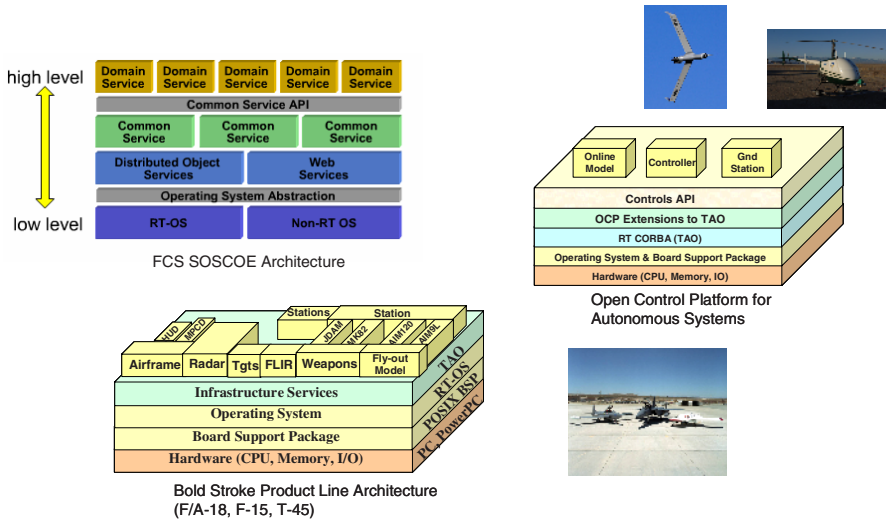 high level
low level
Domain Service
Domain Service
Domain Service
Domain Service
Domain Service
Common Service API
Common Service
Common Service
Common Service
Distributed Object Services
Web Services
Operating System Abstraction
RT-OS
Non-RT OS
FCS SOSCOE Architecture
Online Model
Controller
Gnd Station
Controls API
OCP Extensions to TAO
RT CORBA (TAO)
Operating System & Board Support Package
Hardware (CPU, Memory, IO)
Open Control Platform for
Autonomous Systems
Stations
Station
HUD
MPCD
JDAM
MK82
AIM120
AIM9L
Airframe
Radar
Tgts
FLIR
Weapons
Fly-out Model
Infrastructure Services
Operating System
Board Support Package
Hardware (CPU, Memory, I/O)
TAO
RT-OS
POSIX BSP
PC, PowerPC
Bold Stroke Product Line Architecture
(F/A-18, F-15, T-45)